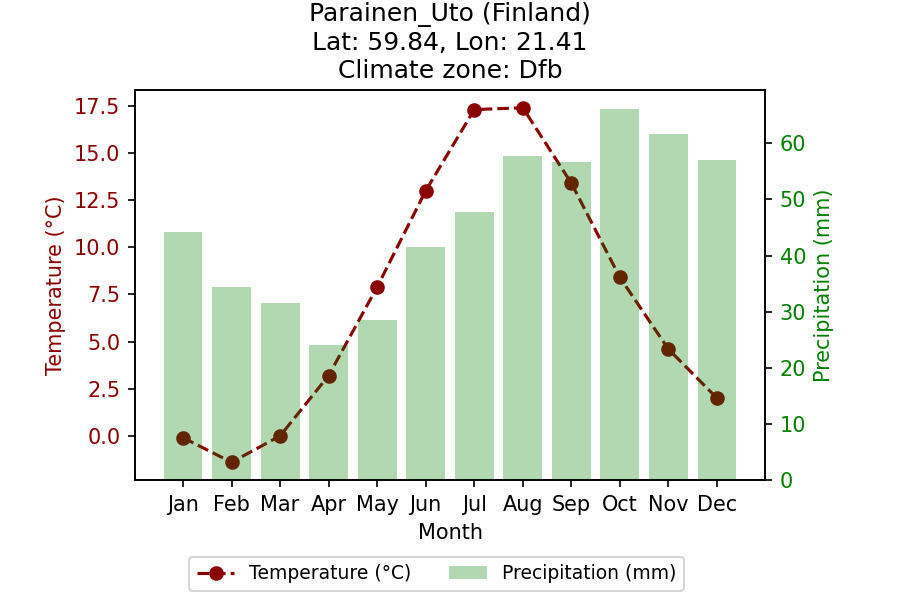 Parainen_Uto (Finland)
Lat: 59.84, Lon: 21.41
Climate zone: Dfb
17.5
15.0
12.5
10.0
7.5
5.0
2.5
0.0
Temperature (°C)
60
50
40
30
20
10
0
Precipitation (mm)
Jan Feb Mar Apr May Jun Jul Aug Sep Oct Nov Dec
Month
Temperature (°C) Precipitation (mm)